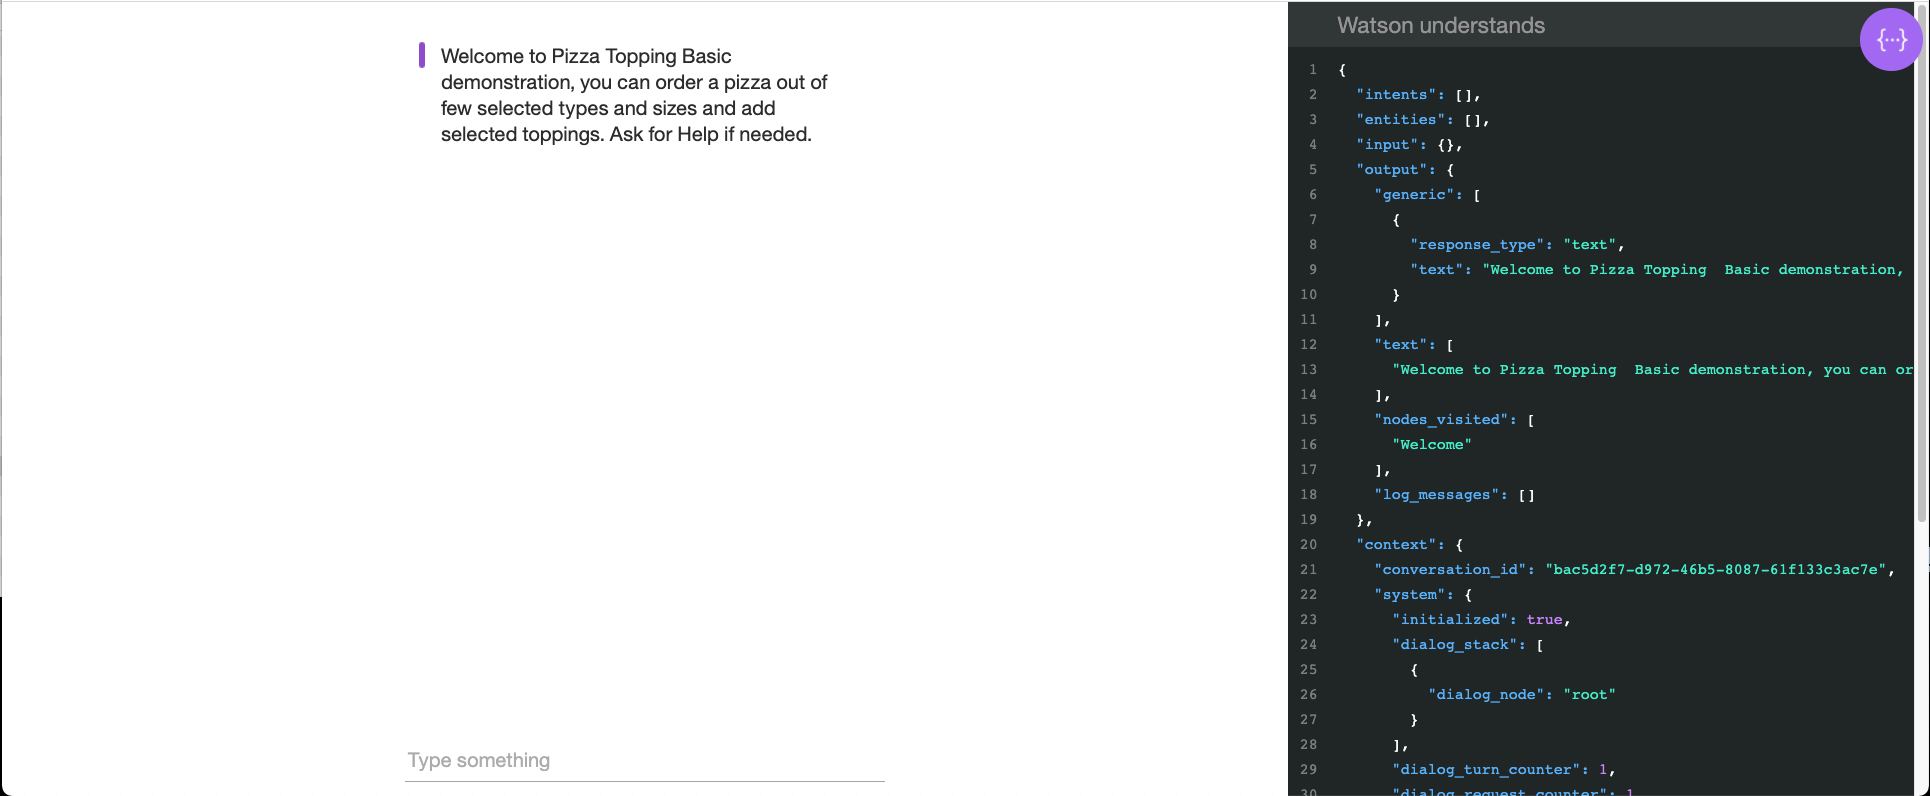 Welcome to Pizza Topping Basic
demonstration, you can order a pizza out of
few selected types and sizes and add
selected toppings. Ask for Help if needed.
Type something
Watson understands
{...}
1 {
2 "intents": [],
3 "entities": [],
4 "input": {},
5 "output": {
6 "generic": [
7 {
8 "response_type": "text",
9 "text": "Welcome to Pizza Topping  Basic demonstration,
10 }
11 ],
12 "text": [
13 "Welcome to Pizza Topping  Basic demonstration, you can or
14 ],
15 "nodes_visited": [
16 "Welcome"
17 ],
18 "log_messages": []
19 },
20 "context": {
21 "conversation_id": "bac5d2f7-d972-46b5-8087-61f133c3ac7e",
22 "system": {
23 "initialized": true,
24 "dialog_stack": [
25 {
26 "dialog_node": "root"
27 }
28 ],
29 "dialog_turn_counter": 1,
30 "dialog_request_counter": 1